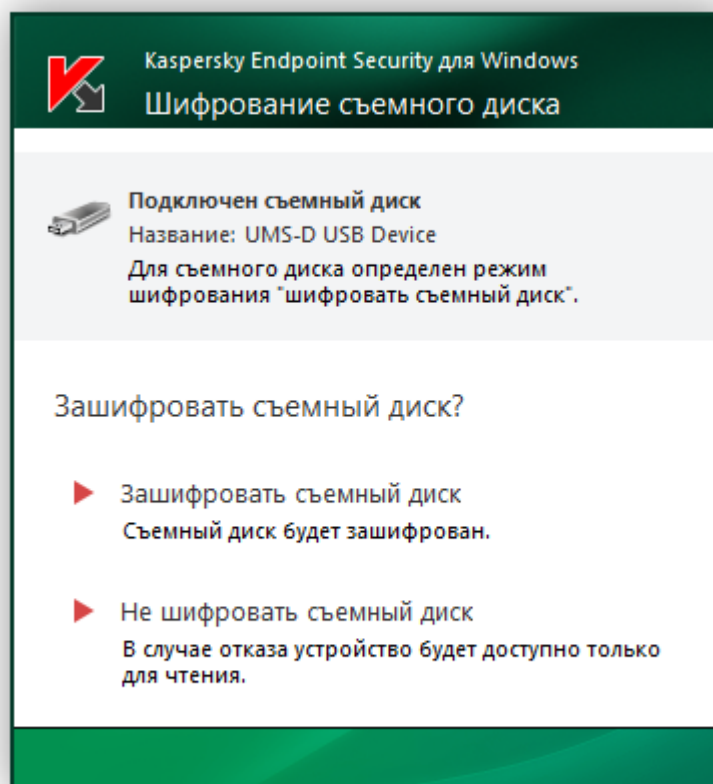 Kaspersky Endpoint Security для Windows
Шифрование съемного диска
Подключен съемный диск
Название: UMS-D USB Device
Для съемного диска определен режим
шифрования "шифровать съемный диск".
Зашифровать съемный диск?
Зашифровать съемный диск
Съемный диск будет зашифрован.
Не шифровать съемный диск
В случае отказа устройство будет доступно только
для чтения.